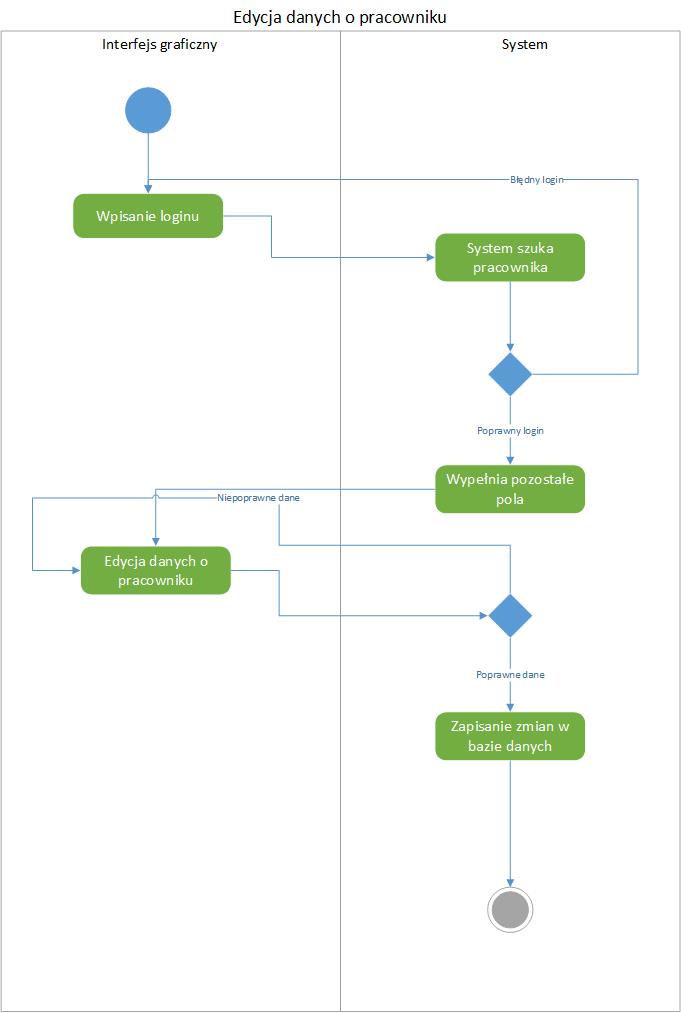 Edycja danych o pracowniku
Interfejs graficzny
System
Błędny login
Wpisanie loginu
System szuka
pracownika
Poprawny login
Wypełnia pozostałe
pola
Niepoprawne dane
Edycja danych o
pracowniku
Poprawne dane
Zapisanie zmian w
bazie danych